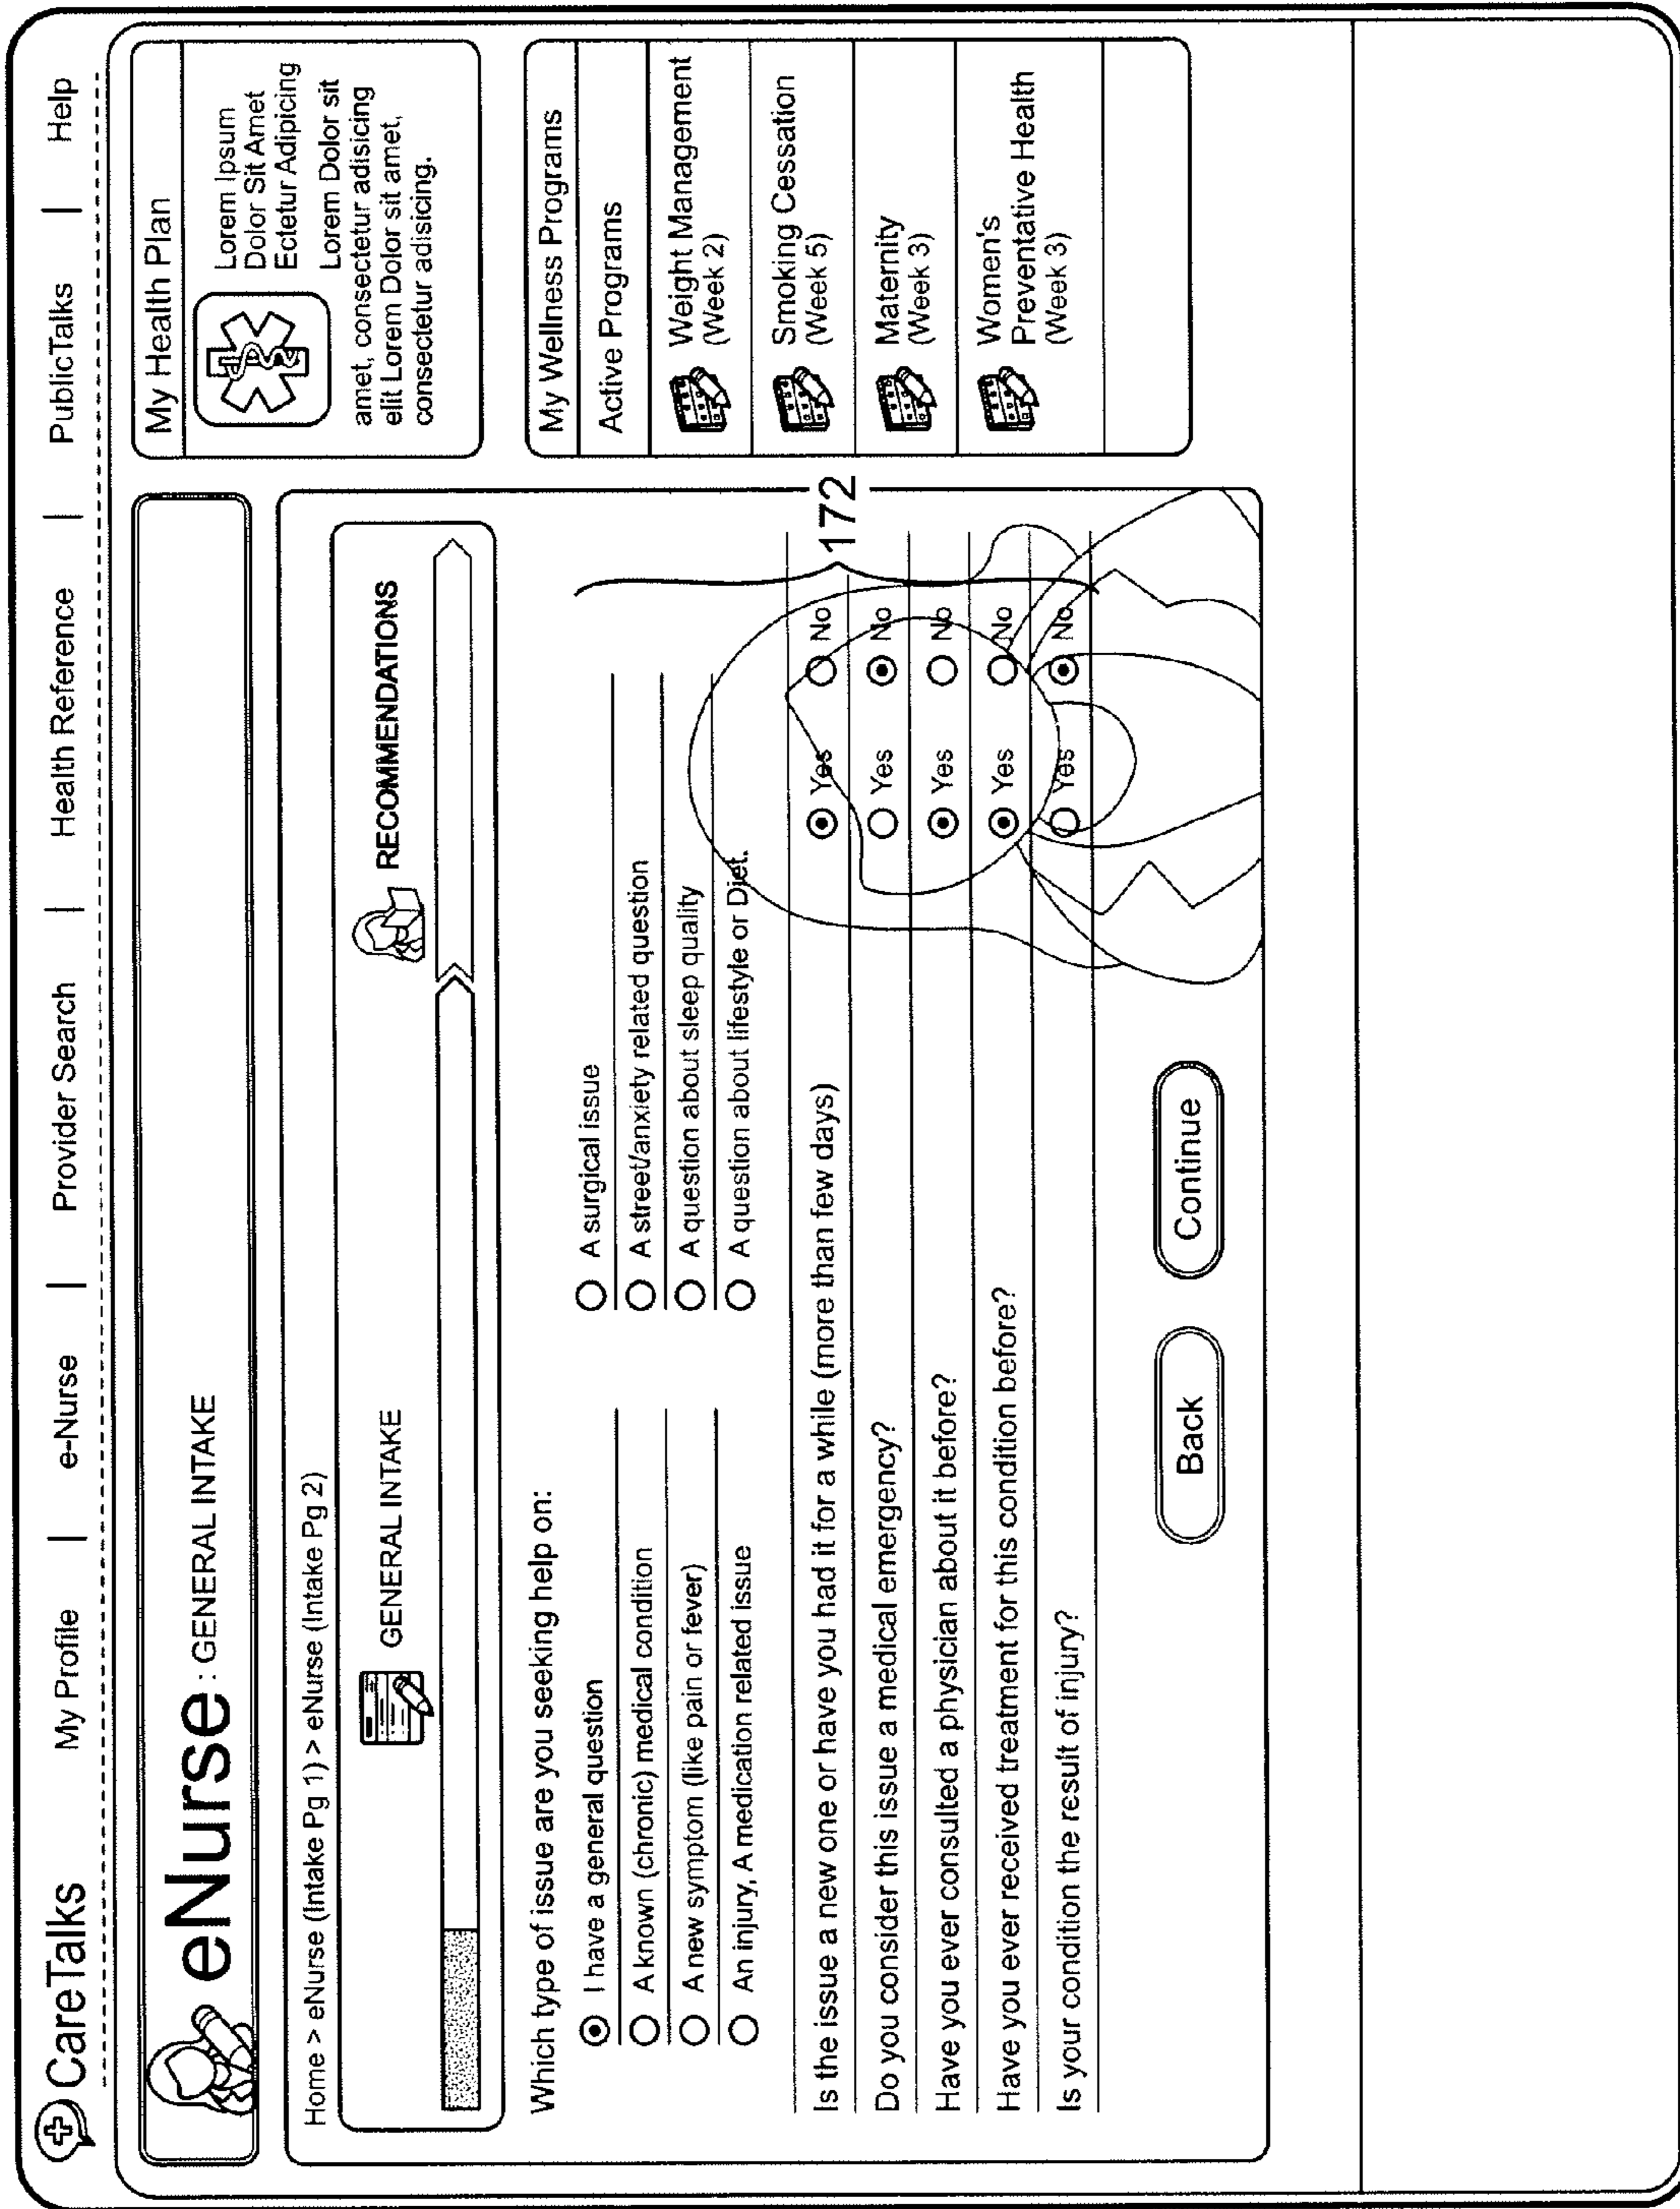 CareTalks
My Profile | e-Nurse | Provider Search | Health Reference | PublicTalks | Help
eNurse : GENERAL INTAKE
Home > eNurse (Intake Pg 1) > eNurse (Intake Pg 2)
GENERAL INTAKE
RECOMMENDATIONS
Which type of issue are you seeking help on:
I have a general question
A known (chronic) medical condition
A new symptom (like pain or fever)
An injury, A medication related issue
A surgical issue
A street/anxiety related question
A question about sleep quality
A question about lifestyle or Diet.
Is the issue a new one or have you had it for a while (more than few days) Yes No
Do you consider this issue a medical emergency? Yes No
Have you ever consulted a physician about it before? Yes No
Have you ever received treatment for this condition before? Yes No
Is your condition the result of injury? Yes No
172
Back Continue
My Health Plan
Lorem Ipsum
Dolor Sit Amet
Ectetur Adipicing
Lorem Dolor sit
amet, consectetur adisicing
elit Lorem Dolor sit amet,
consectetur adisicing.
My Wellness Programs
Active Programs
Weight Management
(Week 2)
Smoking Cessation
(Week 5)
Maternity
(Week 3)
Women's
Preventative Health
(Week 3)